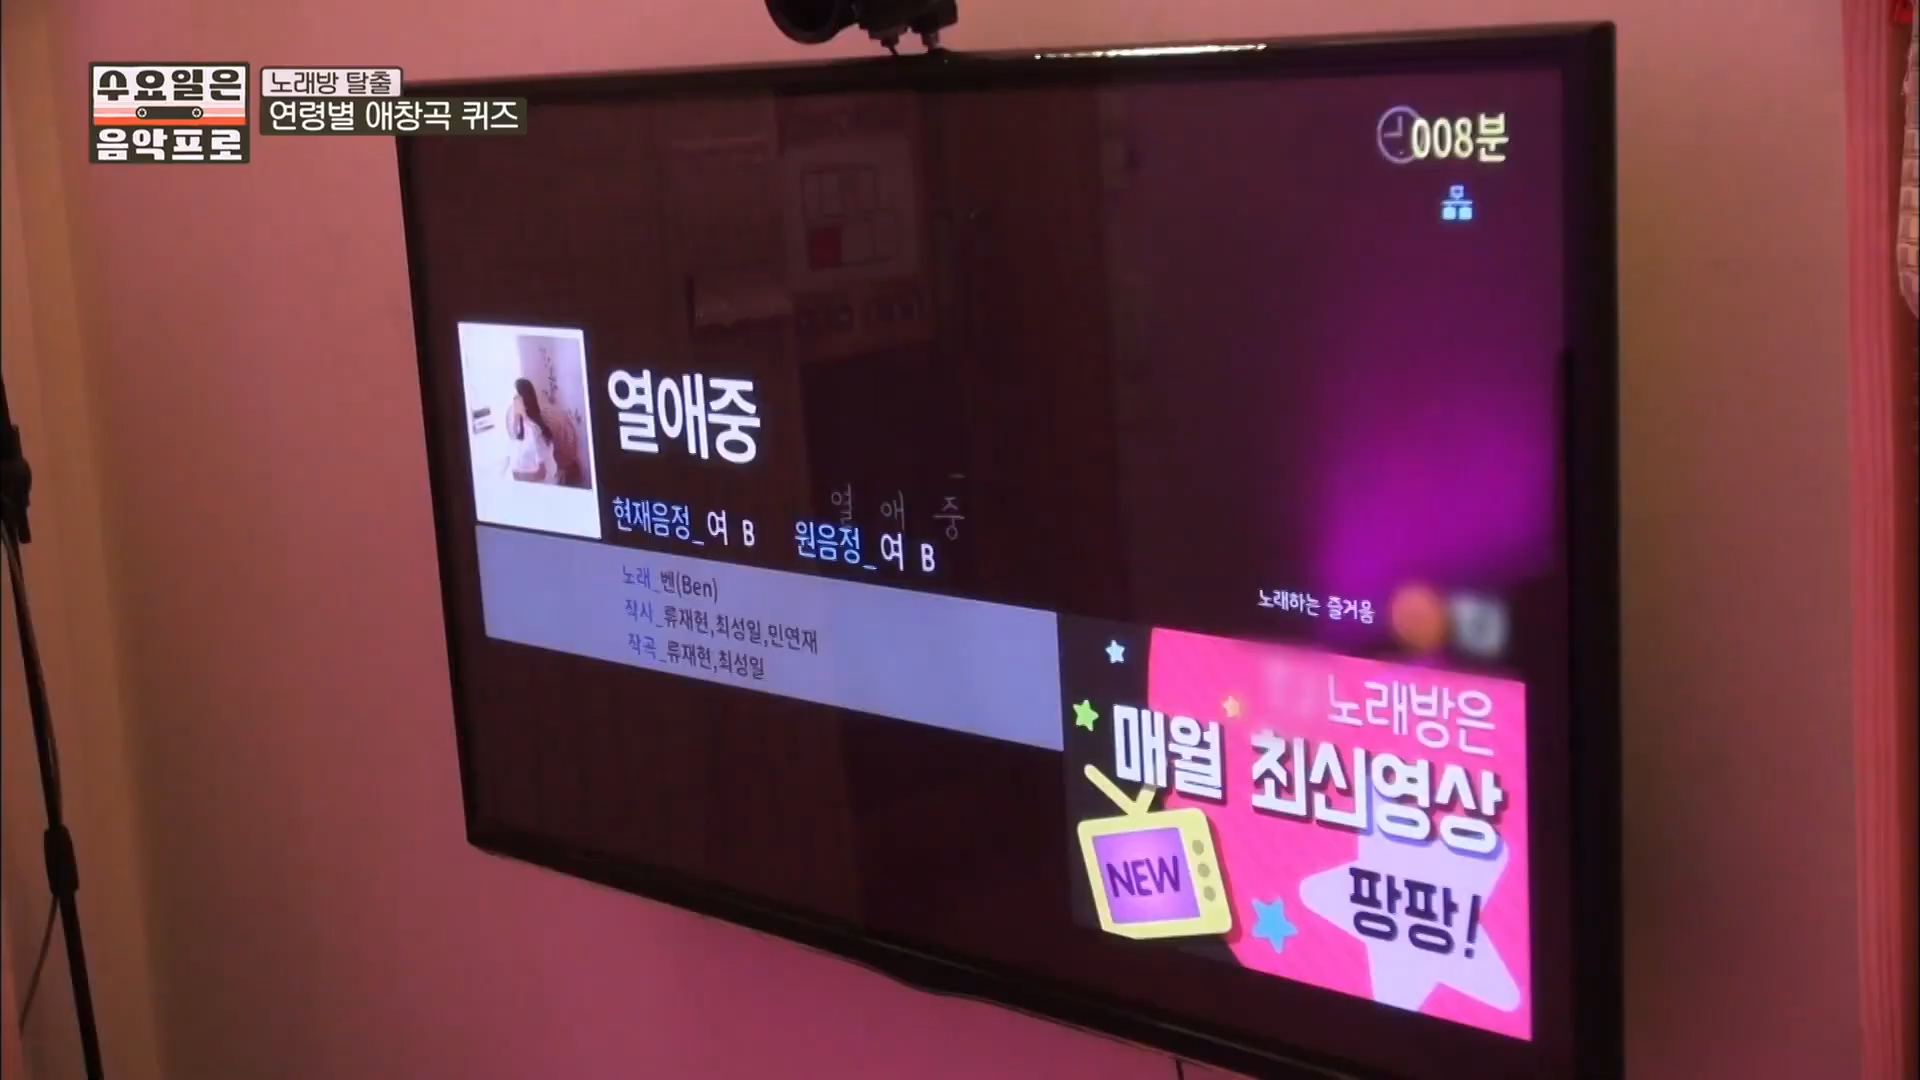 수요일은
음악프로
노래방 탈출
연령별 애창곡 퀴즈
008분
열애중
열 애 중
현재음정_여 B 원음정_여 B
노래_벤(Ben)
작사_류재현,최성일,민연재
작곡_류재현,최성일
노래하는 즐거움
노래방은
매월 최신영상
팡팡!
NEW